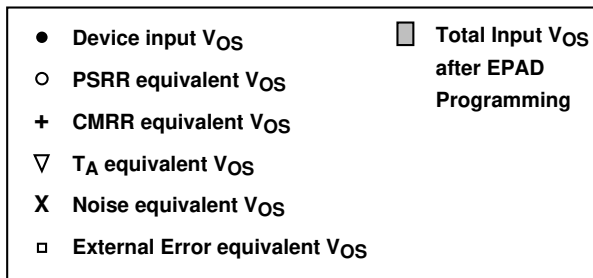 ● Device input VOS
○ PSRR equivalent VOS
+ CMRR equivalent VOS
▽ TA equivalent VOS
X Noise equivalent VOS
□ External Error equivalent VOS
Total Input VOS
after EPAD
Programming